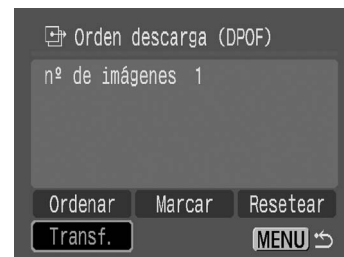 Orden descarga (DPOF)
nº de imágenes 1
Ordenar Marcar Resetear
Transf. MENU